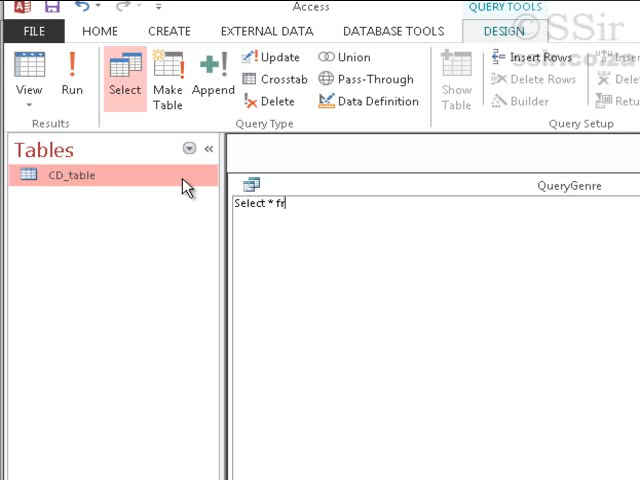 Access
QUERY TOOLS
©SSir
FILE HOME CREATE EXTERNAL DATA DATABASE TOOLS DESIGN
View Run Select Make Table Append
Update
Crosstab
Delete
Union
Pass-Through
Data Definition
Show Table
Insert Rows
Delete Rows
Builder
Results Query Type Query Setup
Tables
CD_table
QueryGenre
Select * fr